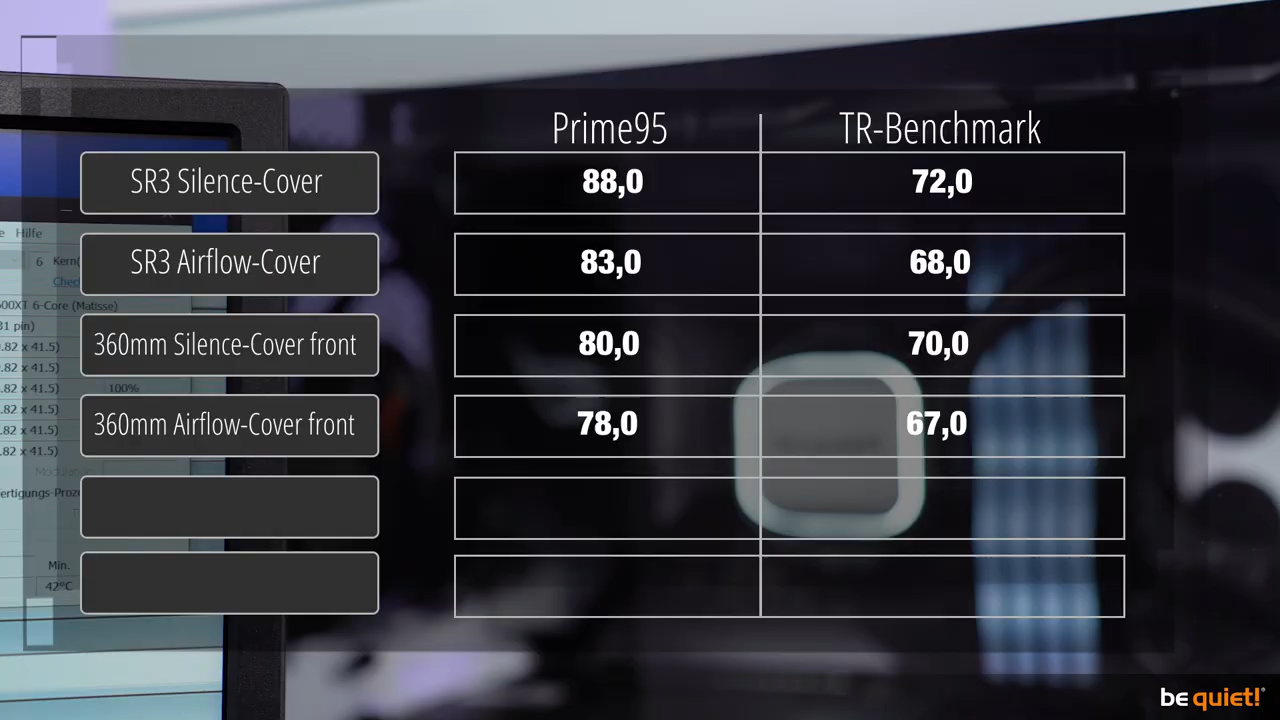 Prime95 TR-Benchmark
SR3 Silence-Cover 88,0 72,0
SR3 Airflow-Cover 83,0 68,0
360mm Silence-Cover front 80,0 70,0
360mm Airflow-Cover front 78,0 67,0
Hilfe
6 Kern(
Chec
00XT 6-Core (Matisse)
31 pin)
.82 x 41.5)
.82 x 41.5)
.82 x 41.5) 100%
.82 x 41.5)
.82 x 41.5)
.82 x 41.5)
ertigungs-Proze
Min.
42°C
be quiet!®